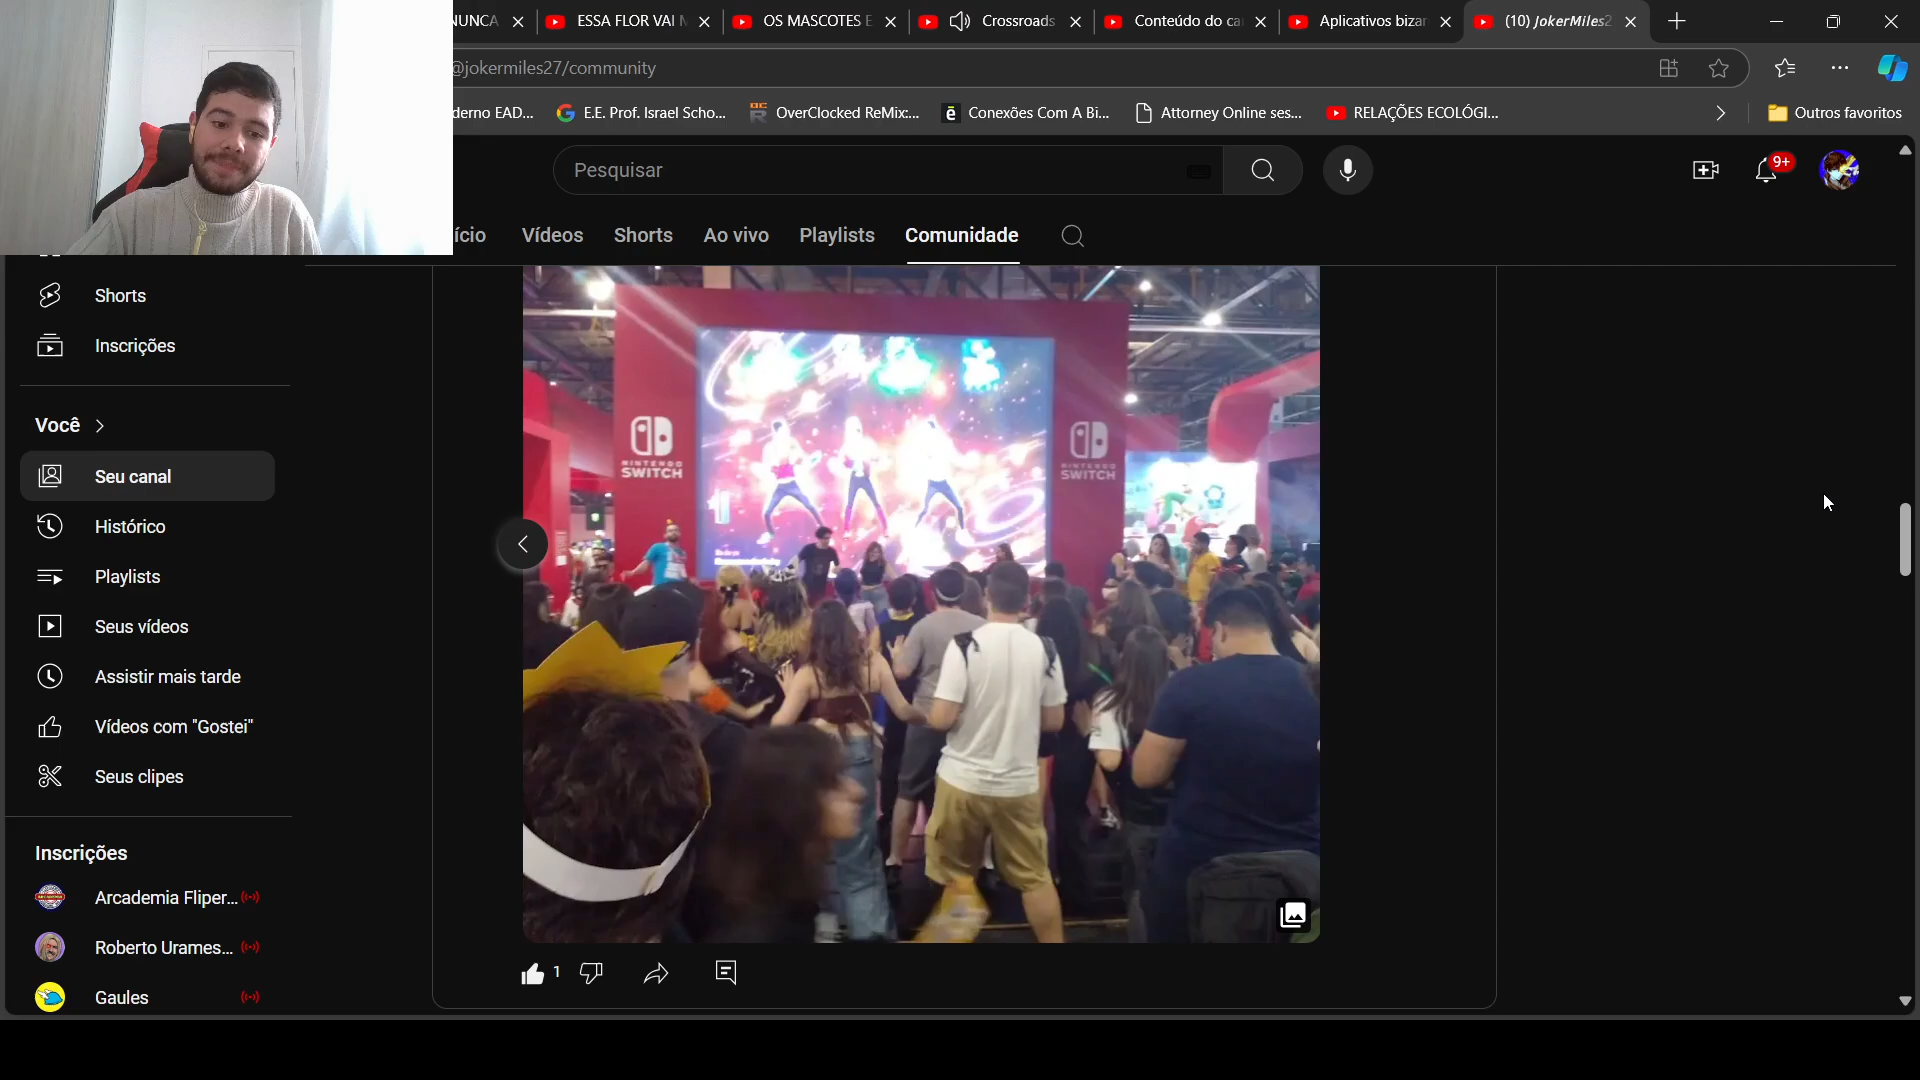 NUNCA
ESSA FLOR VAI
OS MASCOTES
Crossroads
Conteúdo do ca
Aplicativos bizar
(10) JokerMiles2
@jokermiles27/community
derno EAD...
E.E. Prof. Israel Scho...
OverClocked ReMix:...
Conexões Com A Bi...
Attorney Online ses...
RELAÇÕES ECOLÓGI...
Outros favoritos
Pesquisar
9+
ício
Vídeos
Shorts
Ao vivo
Playlists
Comunidade
Shorts
Inscrições
Você
Seu canal
Histórico
Playlists
Seus vídeos
Assistir mais tarde
Vídeos com "Gostei"
Seus clipes
Inscrições
Arcademia Fliper...
Roberto Urames...
Gaules
NINTENDO
SWITCH
NINTENDO
SWITCH
1